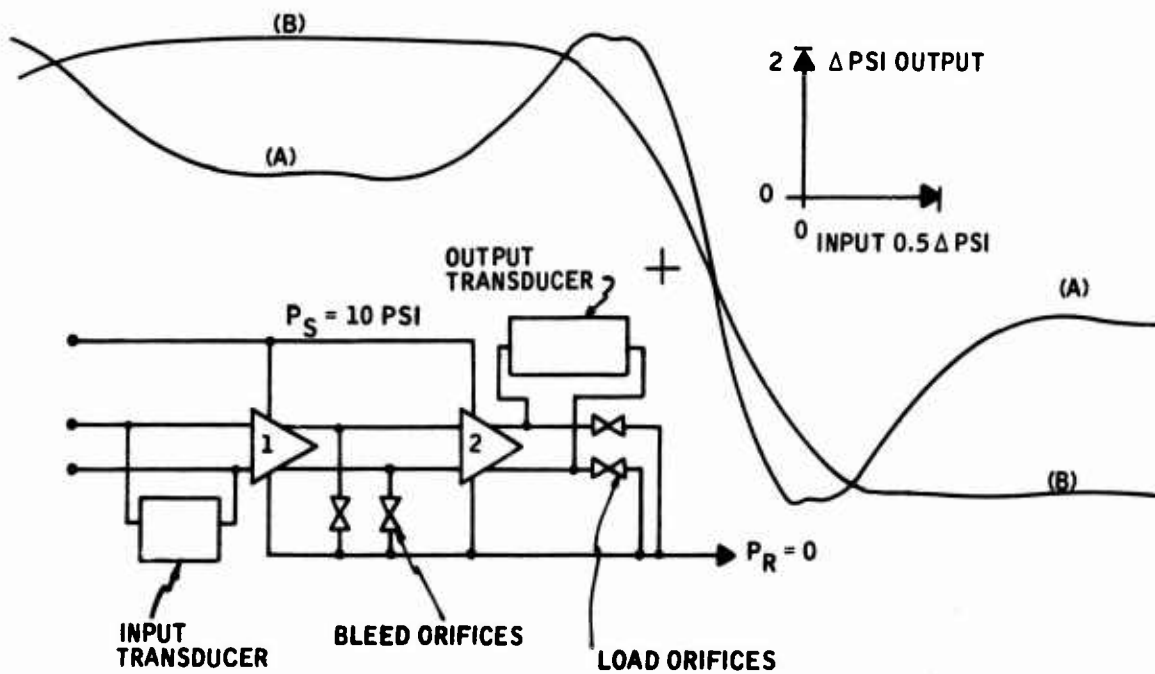 (B)
(A)
2 Δ PSI OUTPUT
0
0 INPUT 0.5 Δ PSI
OUTPUT
TRANSDUCER
P_S = 10 PSI
(A)
1
2
(B)
P_R = 0
INPUT
TRANSDUCER
BLEED ORIFICES
LOAD ORIFICES